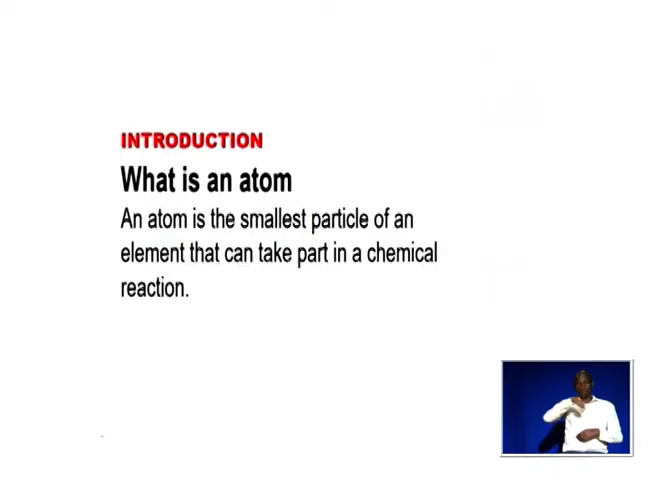 INTRODUCTION
What is an atom
An atom is the smallest particle of an
element that can take part in a chemical
reaction.